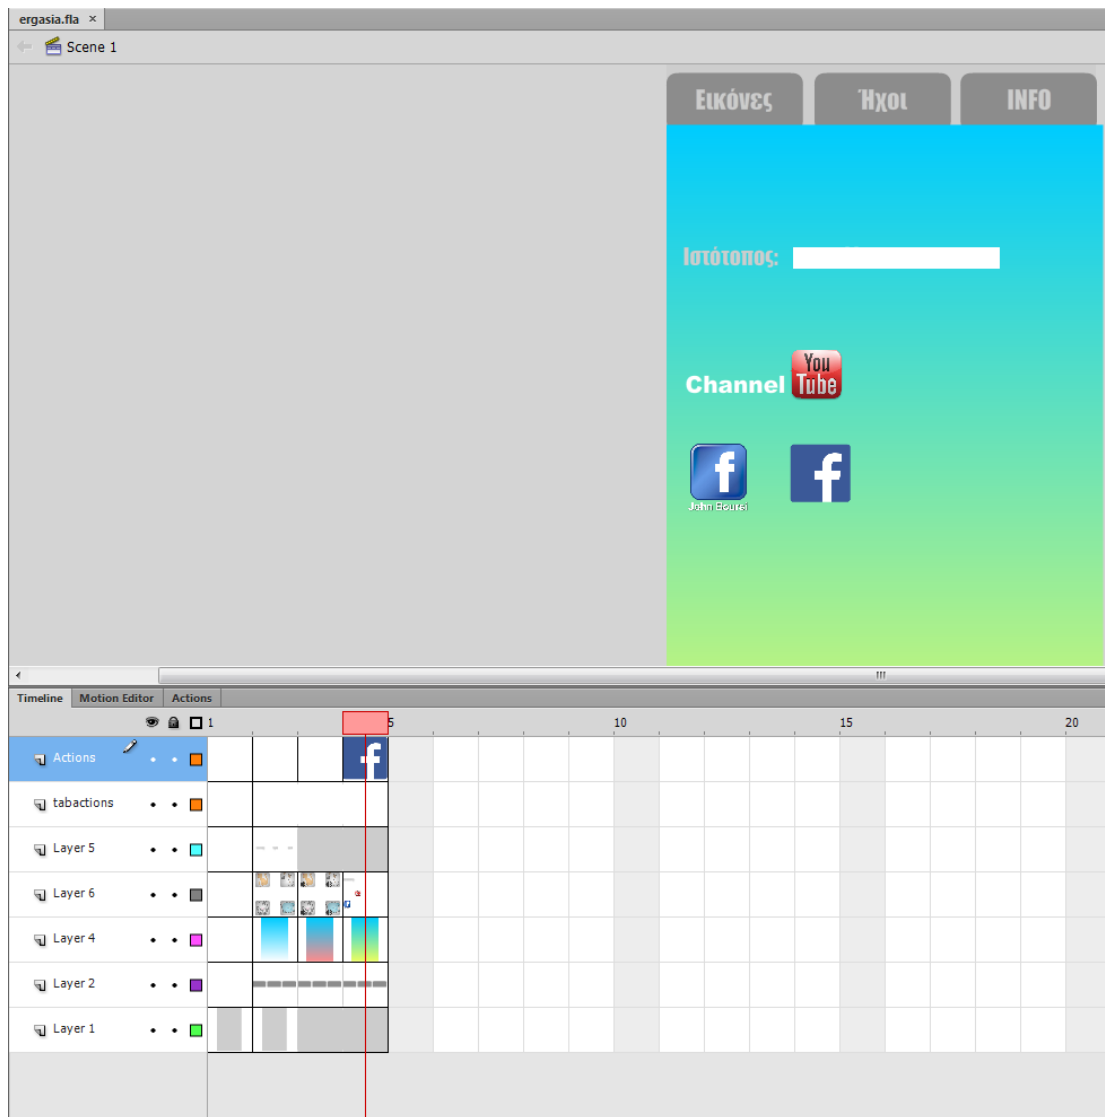 ergasia.fla ×
Scene 1
Εικόνες Ήχοι INFO
Ιστότοπος:
Channel You Tube
f f
Timeline Motion Editor Actions
1 5 10 15 20
Actions
tabactions
Layer 5
Layer 6
Layer 4
Layer 2
Layer 1